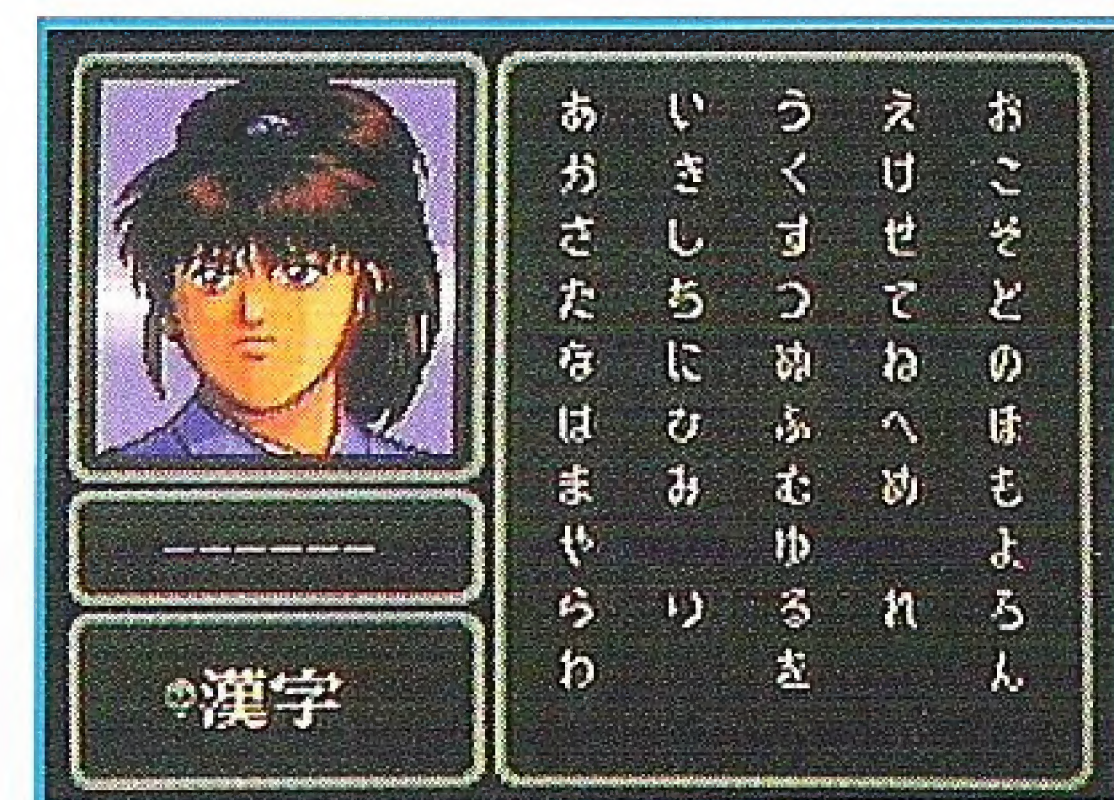 あ い う え お
か き く け こ
さ し す せ そ
た ち つ て と
な に ぬ ね の
は ひ ふ へ ほ
ま み む め も
や ゆ よ
ら り る れ ろ
わ を ん
------
漢字